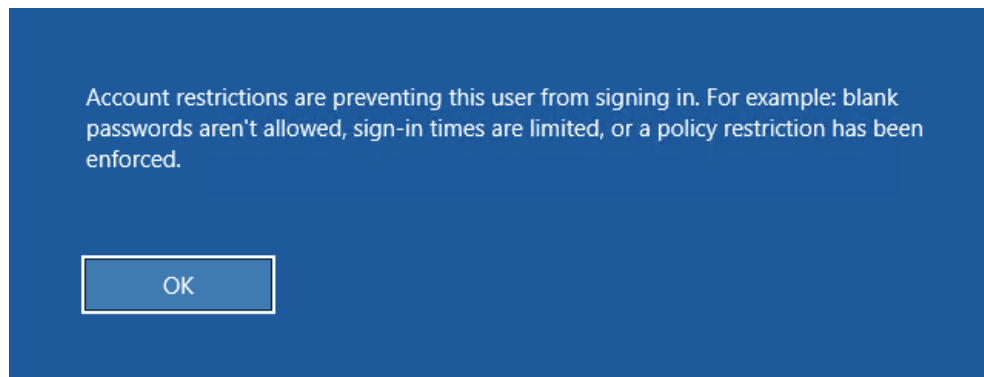 Account restrictions are preventing this user from signing in. For example: blank
passwords aren't allowed, sign-in times are limited, or a policy restriction has been
enforced.
OK